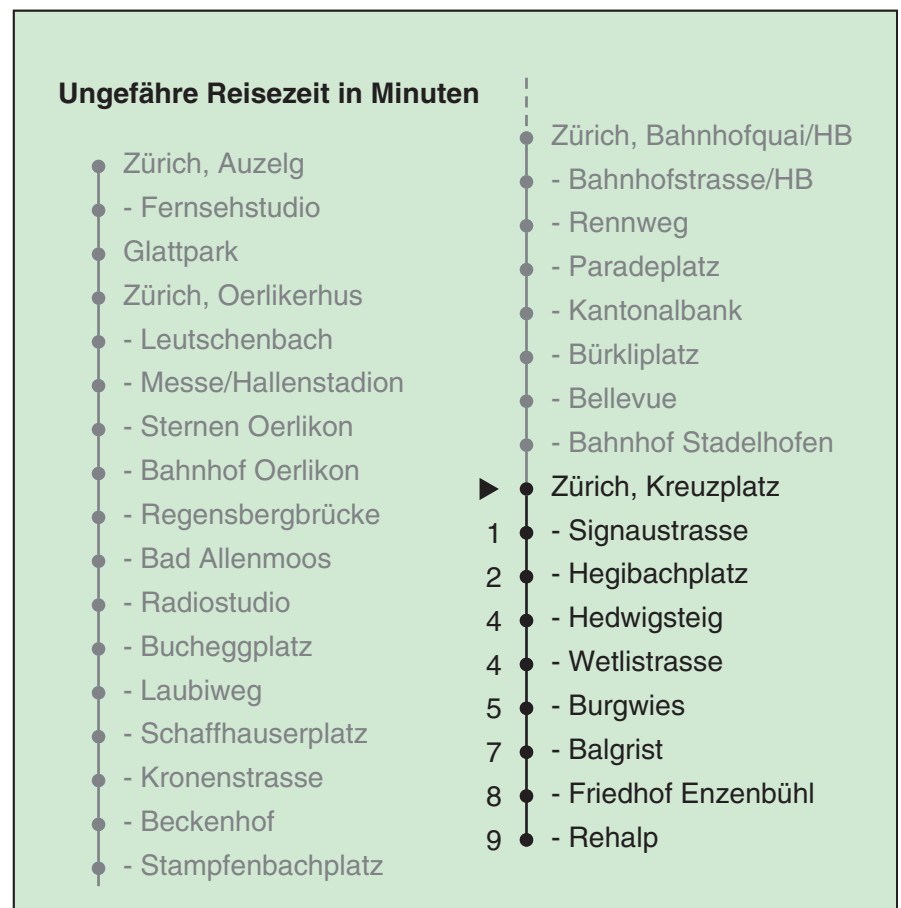 Ungefähre Reisezeit in Minuten
Zürich, Auzelg
- Fernsehstudio
Glattpark
Zürich, Oerlikerhus
- Leutschenbach
- Messe/Hallenstadion
- Sternen Oerlikon
- Bahnhof Oerlikon
- Regensbergbrücke
- Bad Allenmoos
- Radiostudio
- Bucheggplatz
- Laubiweg
- Schaffhauserplatz
- Kronenstrasse
- Beckenhof
- Stampfenbachplatz
Zürich, Bahnhofquai/HB
- Bahnhofstrasse/HB
- Rennweg
- Paradeplatz
- Kantonalbank
- Bürkliplatz
- Bellevue
- Bahnhof Stadelhofen
Zürich, Kreuzplatz
1 - Signaustrasse
2 - Hegibachplatz
4 - Hedwigsteig
4 - Wetlistrasse
5 - Burgwies
7 - Balgrist
8 - Friedhof Enzenbühl
9 - Rehalp